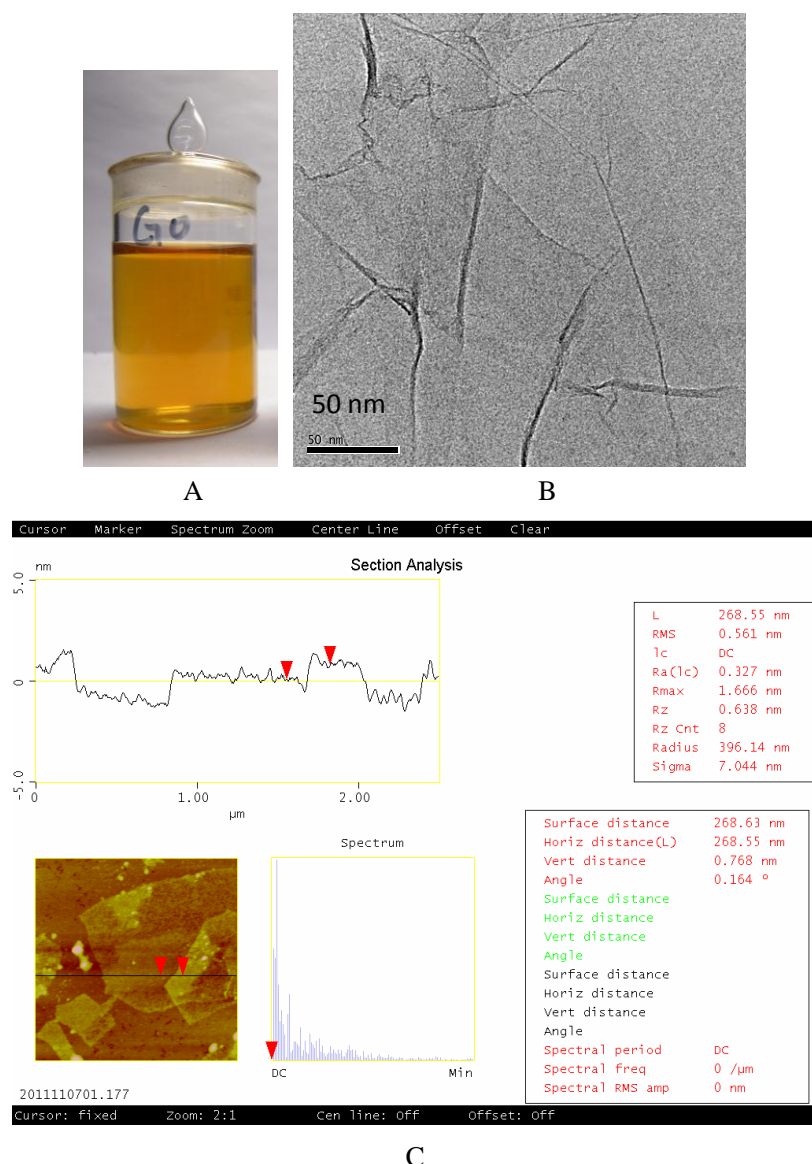 GO
50 nm
50 nm
A
B
Cursor Marker Spectrum Zoom Center Line Offset Clear
Section Analysis
nm
5.0
0
-5.0
0
1.00
2.00
µm
L 268.55 nm
RMS 0.561 nm
lc DC
Ra(lc) 0.327 nm
Rmax 1.666 nm
Rz 0.638 nm
Rz Cnt 8
Radius 396.14 nm
Sigma 7.044 nm
Spectrum
DC
Min
Surface distance 268.63 nm
Horiz distance(L) 268.55 nm
Vert distance 0.768 nm
Angle 0.164 º
Surface distance
Horiz distance
Vert distance
Angle
Surface distance
Horiz distance
Vert distance
Angle
Spectral period DC
Spectral freq 0 /µm
Spectral RMS amp 0 nm
2011110701.177
Cursor: fixed Zoom: 2:1 Cen line: Off Offset: Off
C